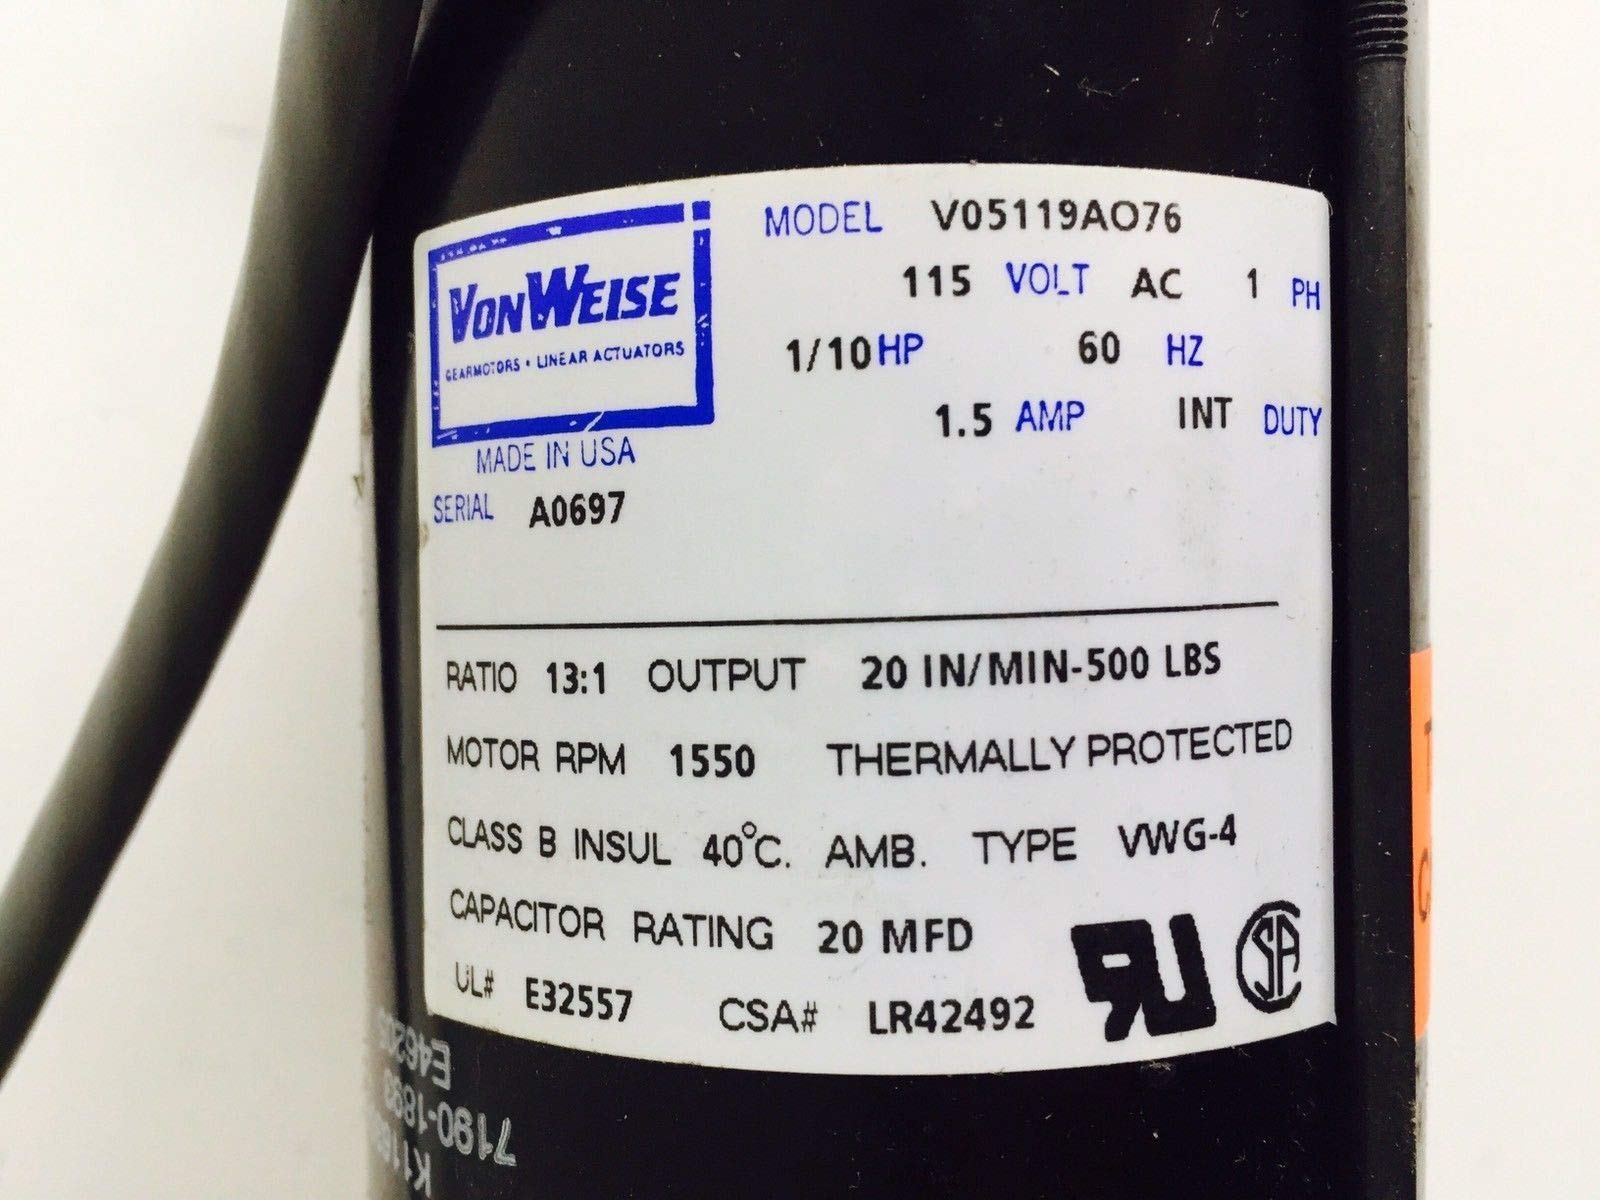 VONWEISE
GEARMOTORS • LINEAR ACTUATORS
MADE IN USA
SERIAL A0697
MODEL V05119AO76
115 VOLT AC 1 PH
1/10 HP 60 HZ
1.5 AMP INT DUTY
RATIO 13:1 OUTPUT 20 IN/MIN-500 LBS
MOTOR RPM 1550 THERMALLY PROTECTED
CLASS B INSUL 40°C. AMB. TYPE VWG-4
CAPACITOR RATING 20 MFD
UL# E32557 CSA# LR42492
RU SA